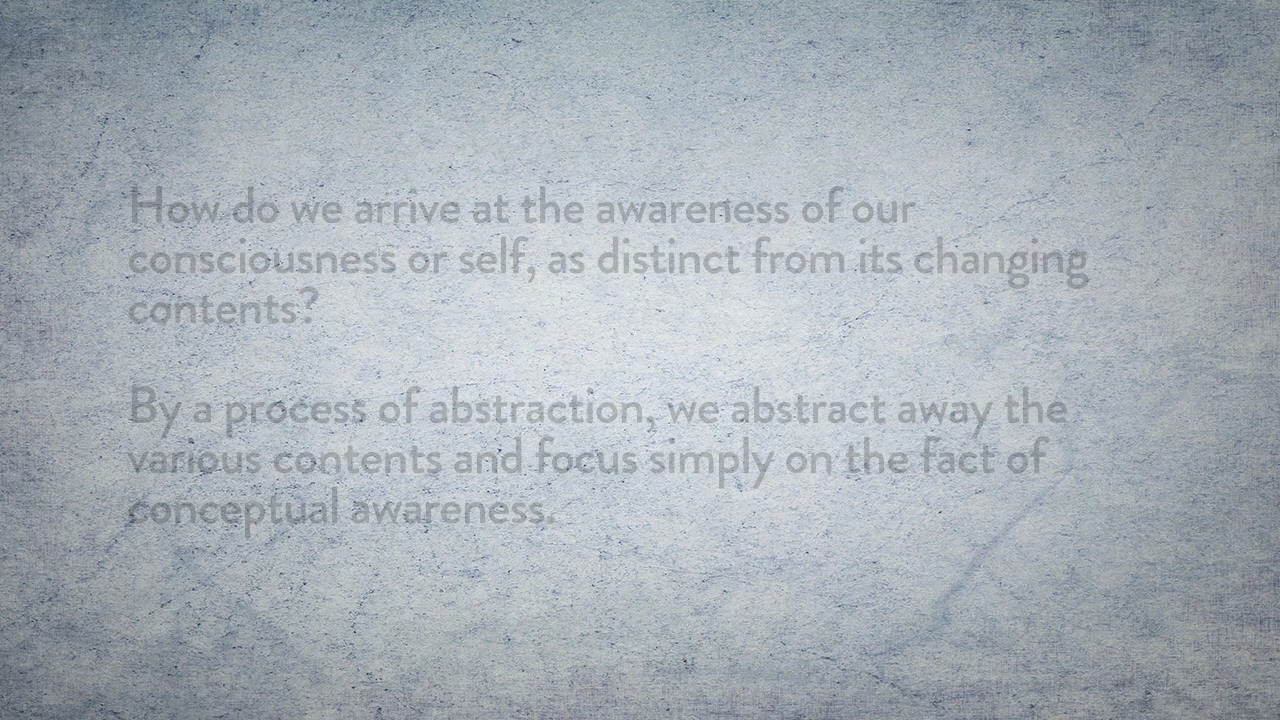 How do we arrive at the awareness of our
consciousness or self, as distinct from its changing
contents?
By a process of abstraction, we abstract away the
various contents and focus simply on the fact of
conceptual awareness.